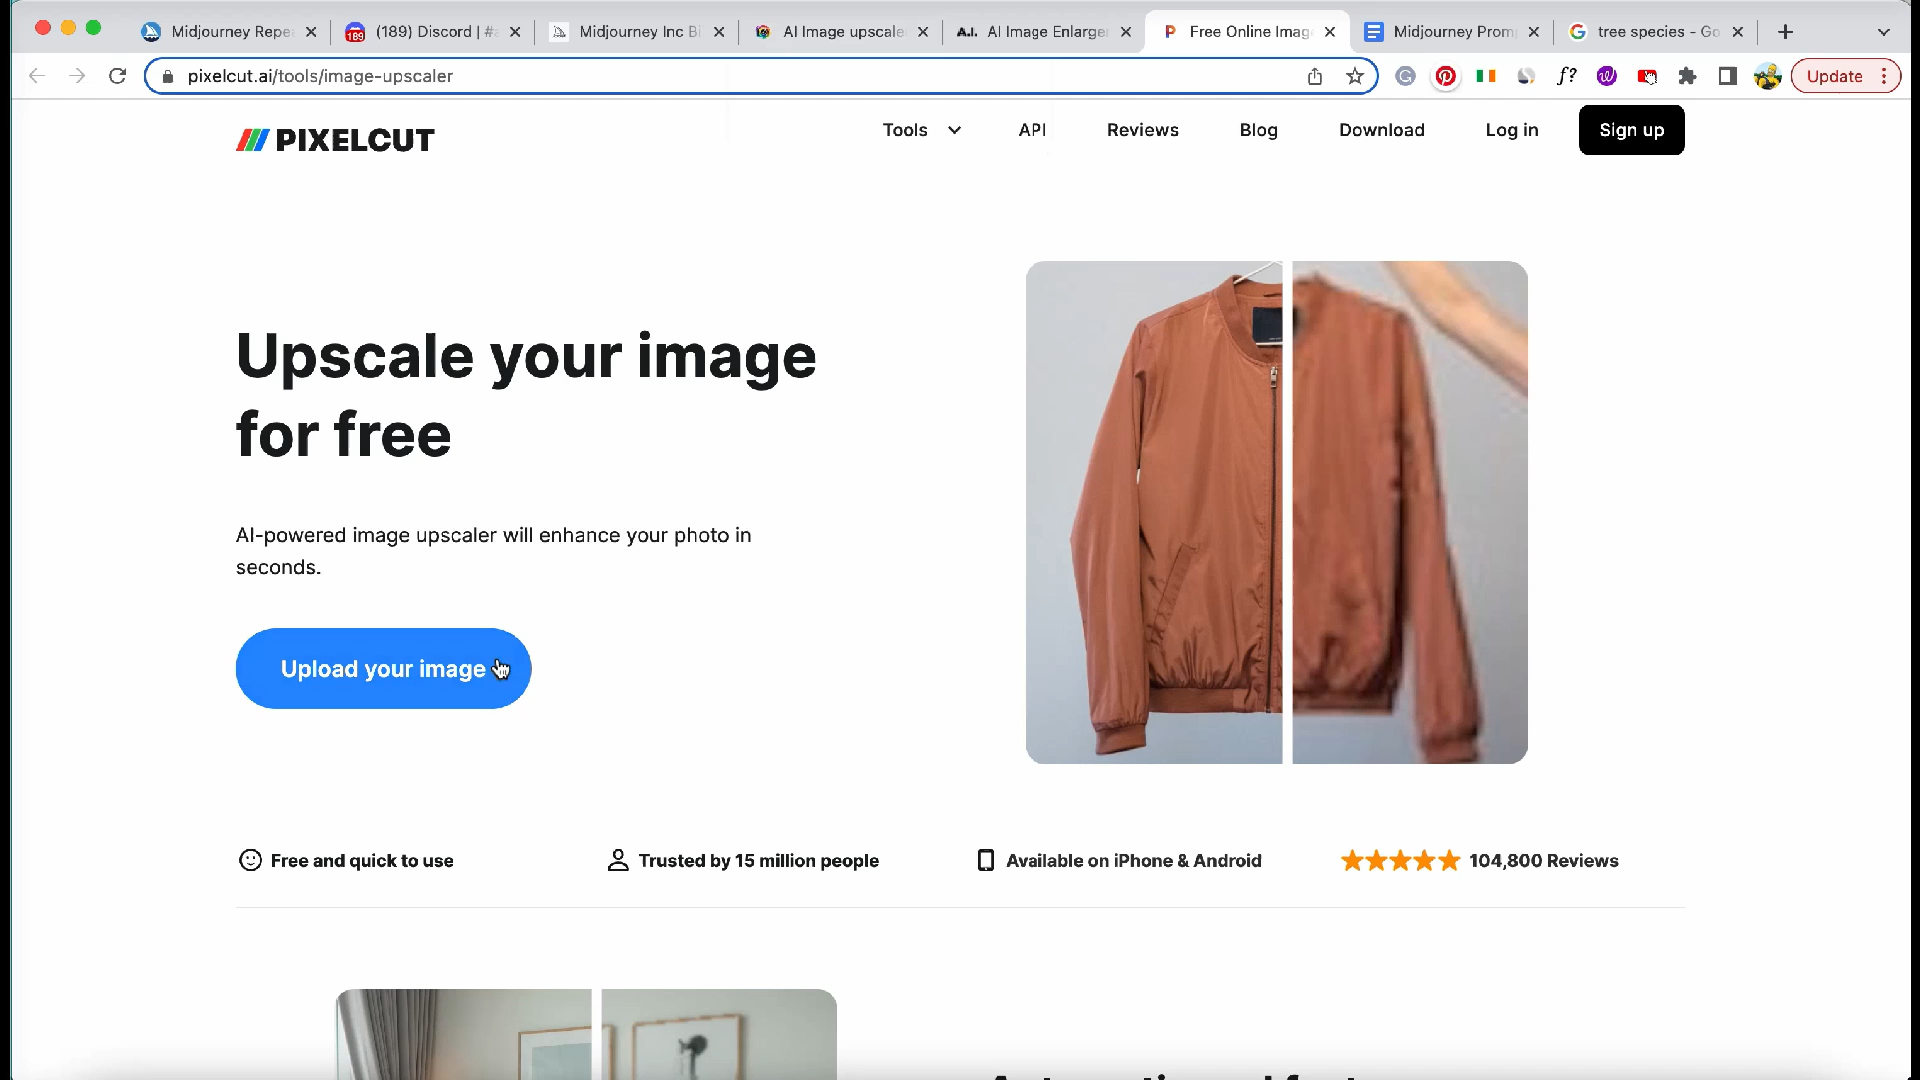 Midjourney Repe
(189) Discord | #a
Midjourney Inc Bi
AI Image upscale
A.I.
AI Image Enlarger
Free Online Imag
Midjourney Prom
tree species - Go
189
pixelcut.ai/tools/image-upscaler
f?
Update
PIXELCUT
Tools
API
Reviews
Blog
Download
Log in
Sign up
Upscale your image
for free
AI-powered image upscaler will enhance your photo in
seconds.
Upload your image
Free and quick to use
Trusted by 15 million people
Available on iPhone & Android
104,800 Reviews